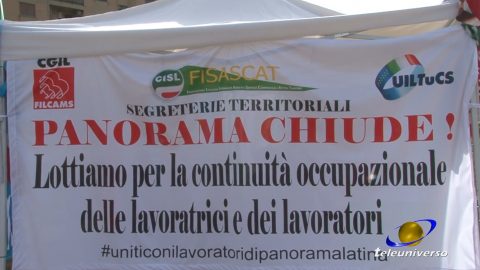 CGIL
FILCAMS
CISL
FISASCAT
UILTuCS
SEGRETERIE TERRITORIALI
PANORAMA CHIUDE !
Lottiamo per la continuità occupazionale
delle lavoratrici e dei lavoratori
#uniticonilavoratoridipanoramalatina
teleuniverso